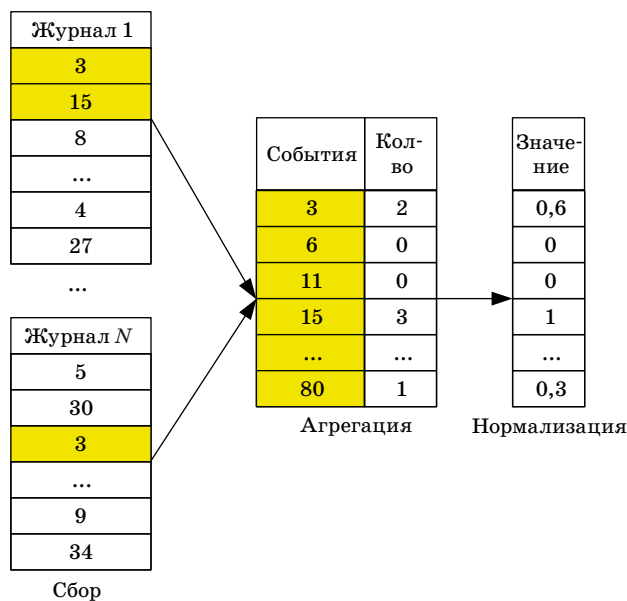 Журнал 1
3
15
8
...
4
27
...
Журнал N
5
30
3
...
9
34
Сбор
События
Кол-
во
3 2
6 0
11 0
15 3
... ...
80 1
Агрегация
Значе-
ние
0,6
0
0
1
...
0,3
Нормализация